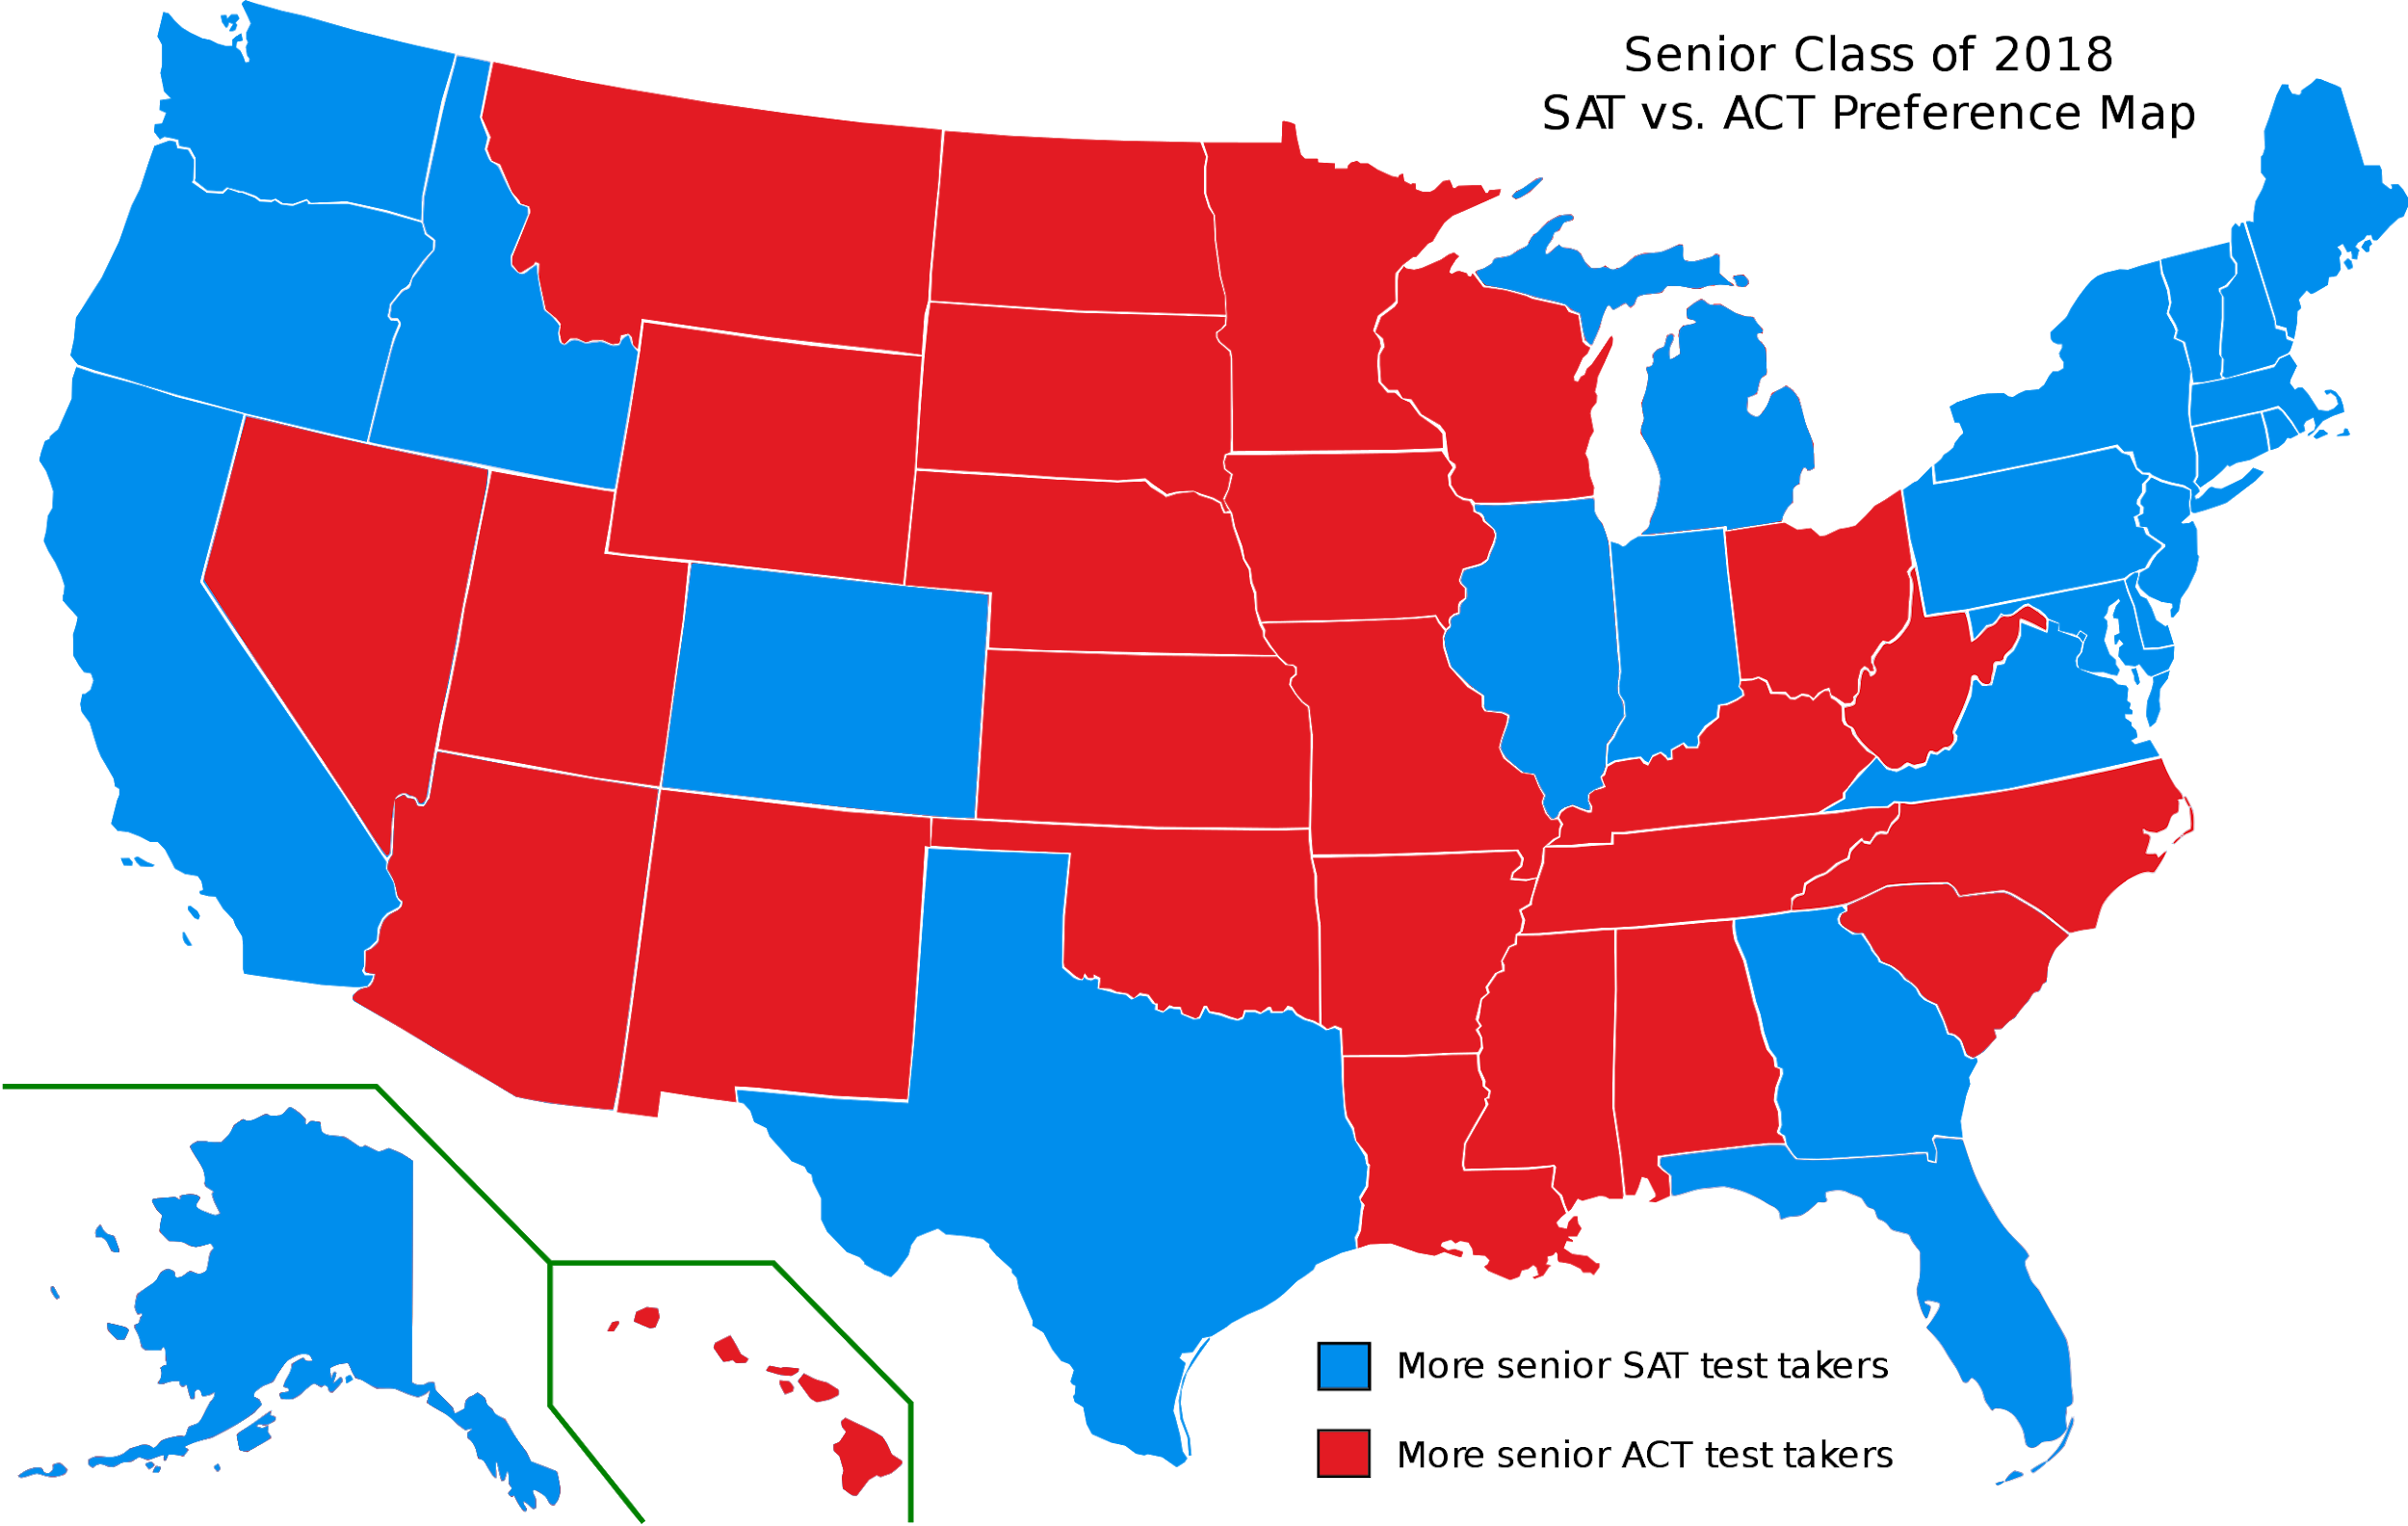 Senior Class of 2018
SAT vs. ACT Preference Map
More senior SAT test takers
More senior ACT test takers